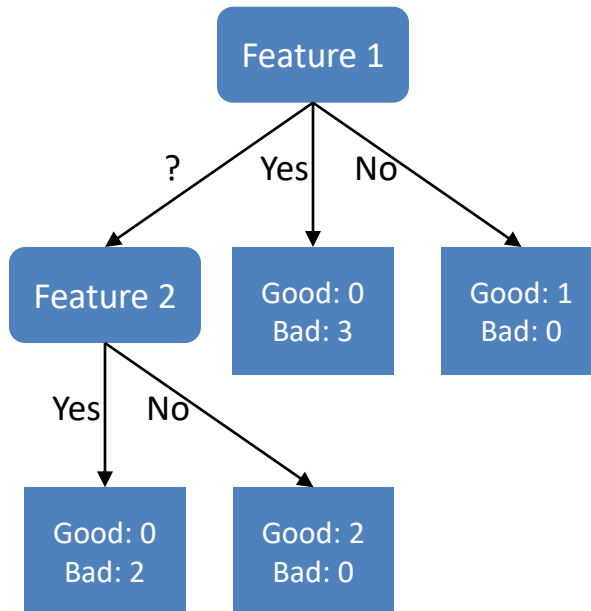 Feature 1
?
Yes
No
Feature 2
Good: 0
Bad: 3
Good: 1
Bad: 0
Yes
No
Good: 0
Bad: 2
Good: 2
Bad: 0